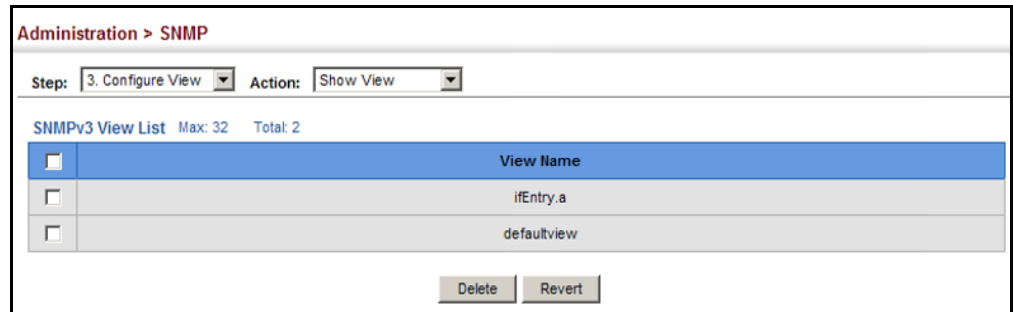 Administration > SNMP
Step: 3. Configure View Action: Show View
SNMPv3 View List Max: 32 Total: 2
View Name
ifEntry.a
defaultview
Delete Revert